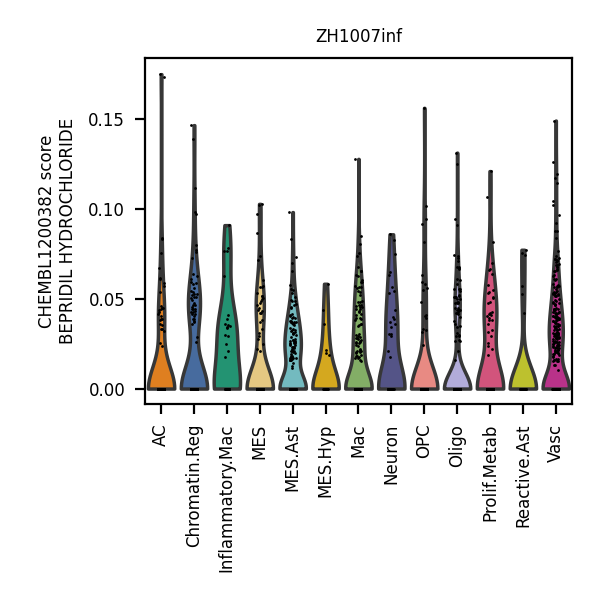 ZH1007inf
CHEMBL1200382 score
BEPRIDIL HYDROCHLORIDE
0.15
0.10
0.05
0.00
AC
Chromatin.Reg
Inflammatory.Mac
MES
MES.Ast
MES.Hyp
Mac
Neuron
OPC
Oligo
Prolif.Metab
Reactive.Ast
Vasc